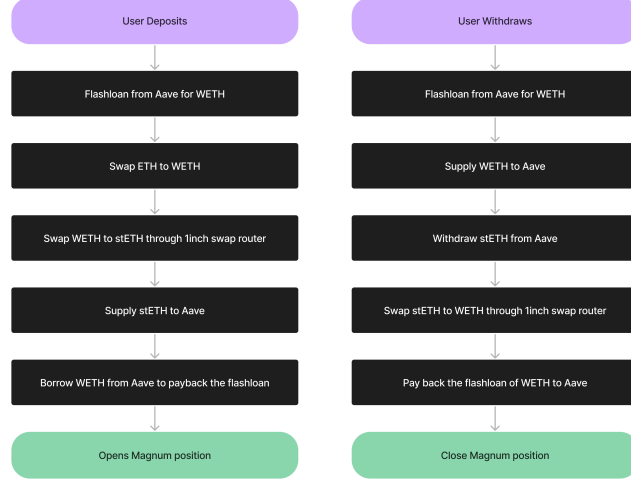 User Deposits
Flashloan from Aave for WETH
Swap ETH to WETH
Swap WETH to stETH through 1inch swap router
Supply stETH to Aave
Borrow WETH from Aave to payback the flashloan
Opens Magnum position
User Withdraws
Flashloan from Aave for WETH
Supply WETH to Aave
Withdraw stETH from Aave
Swap stETH to WETH through 1inch swap router
Pay back the flashloan of WETH to Aave
Close Magnum position